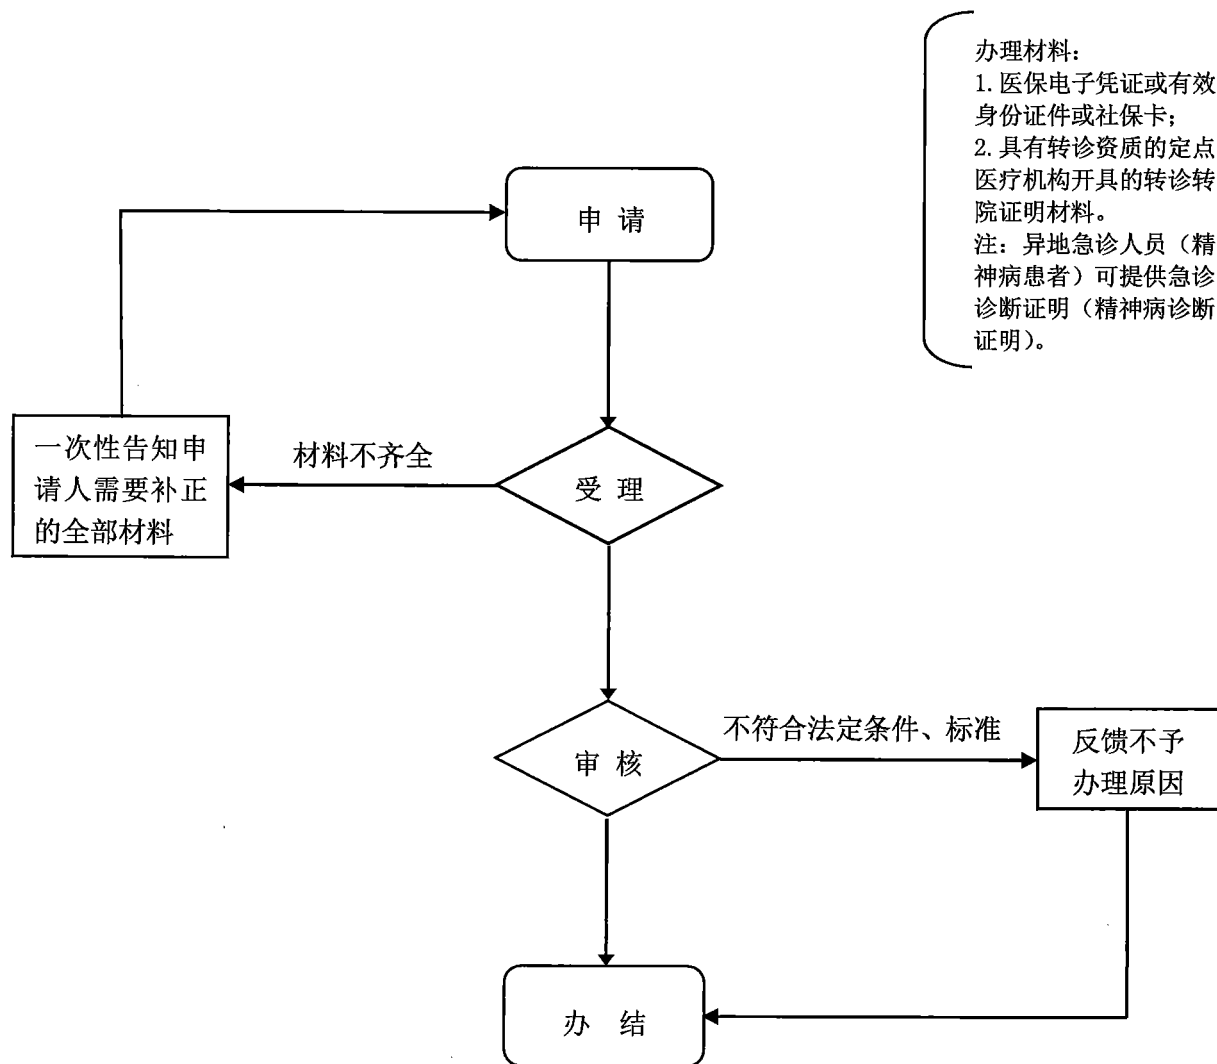 办理材料：
1. 医保电子凭证或有效
身份证件或社保卡；
2. 具有转诊资质的定点
医疗机构开具的转诊转
院证明材料。
注：异地急诊人员（精
神病患者）可提供急诊
诊断证明（精神病诊断
证明）。
申 请
一次性告知申
请人需要补正
的全部材料
材料不齐全
受 理
审 核
不符合法定条件、标准
反馈不予
办理原因
办 结